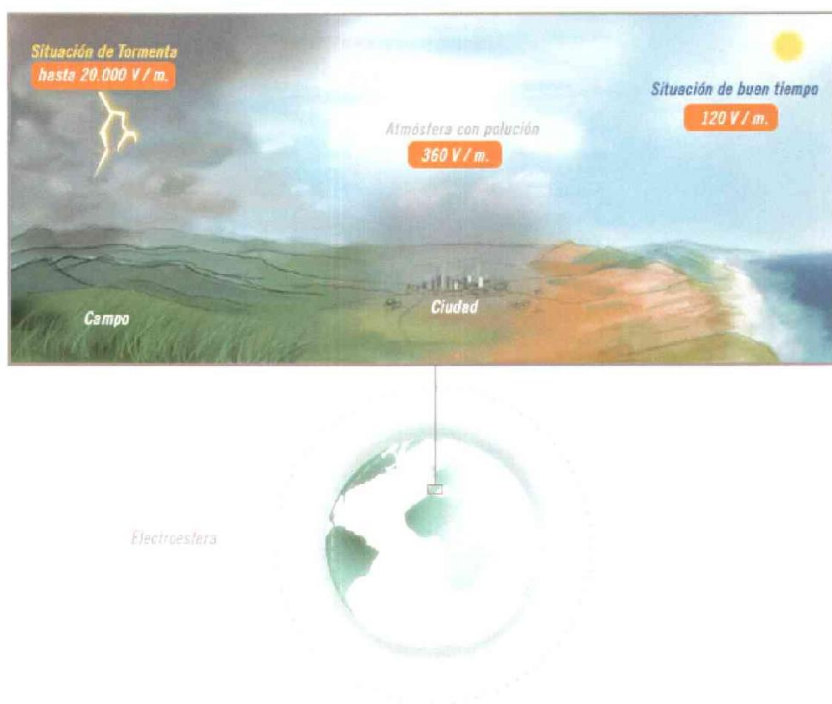 Situación de Tormenta
hasta 20.000 V / m.
Situación de buen tiempo
120 V / m.
Atmósfera con polución
360 V / m.
Campo
Ciudad
Electroesfera